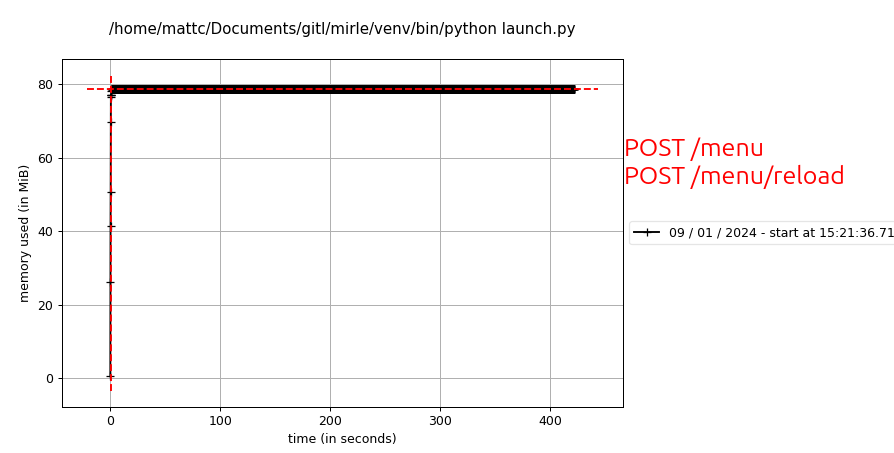 /home/mattc/Documents/gitl/mirle/venv/bin/python launch.py
80
60
40
20
0
memory used (in MiB)
0 100 200 300 400
time (in seconds)
POST /menu
POST /menu/reload
09 / 01 / 2024 - start at 15:21:36.71